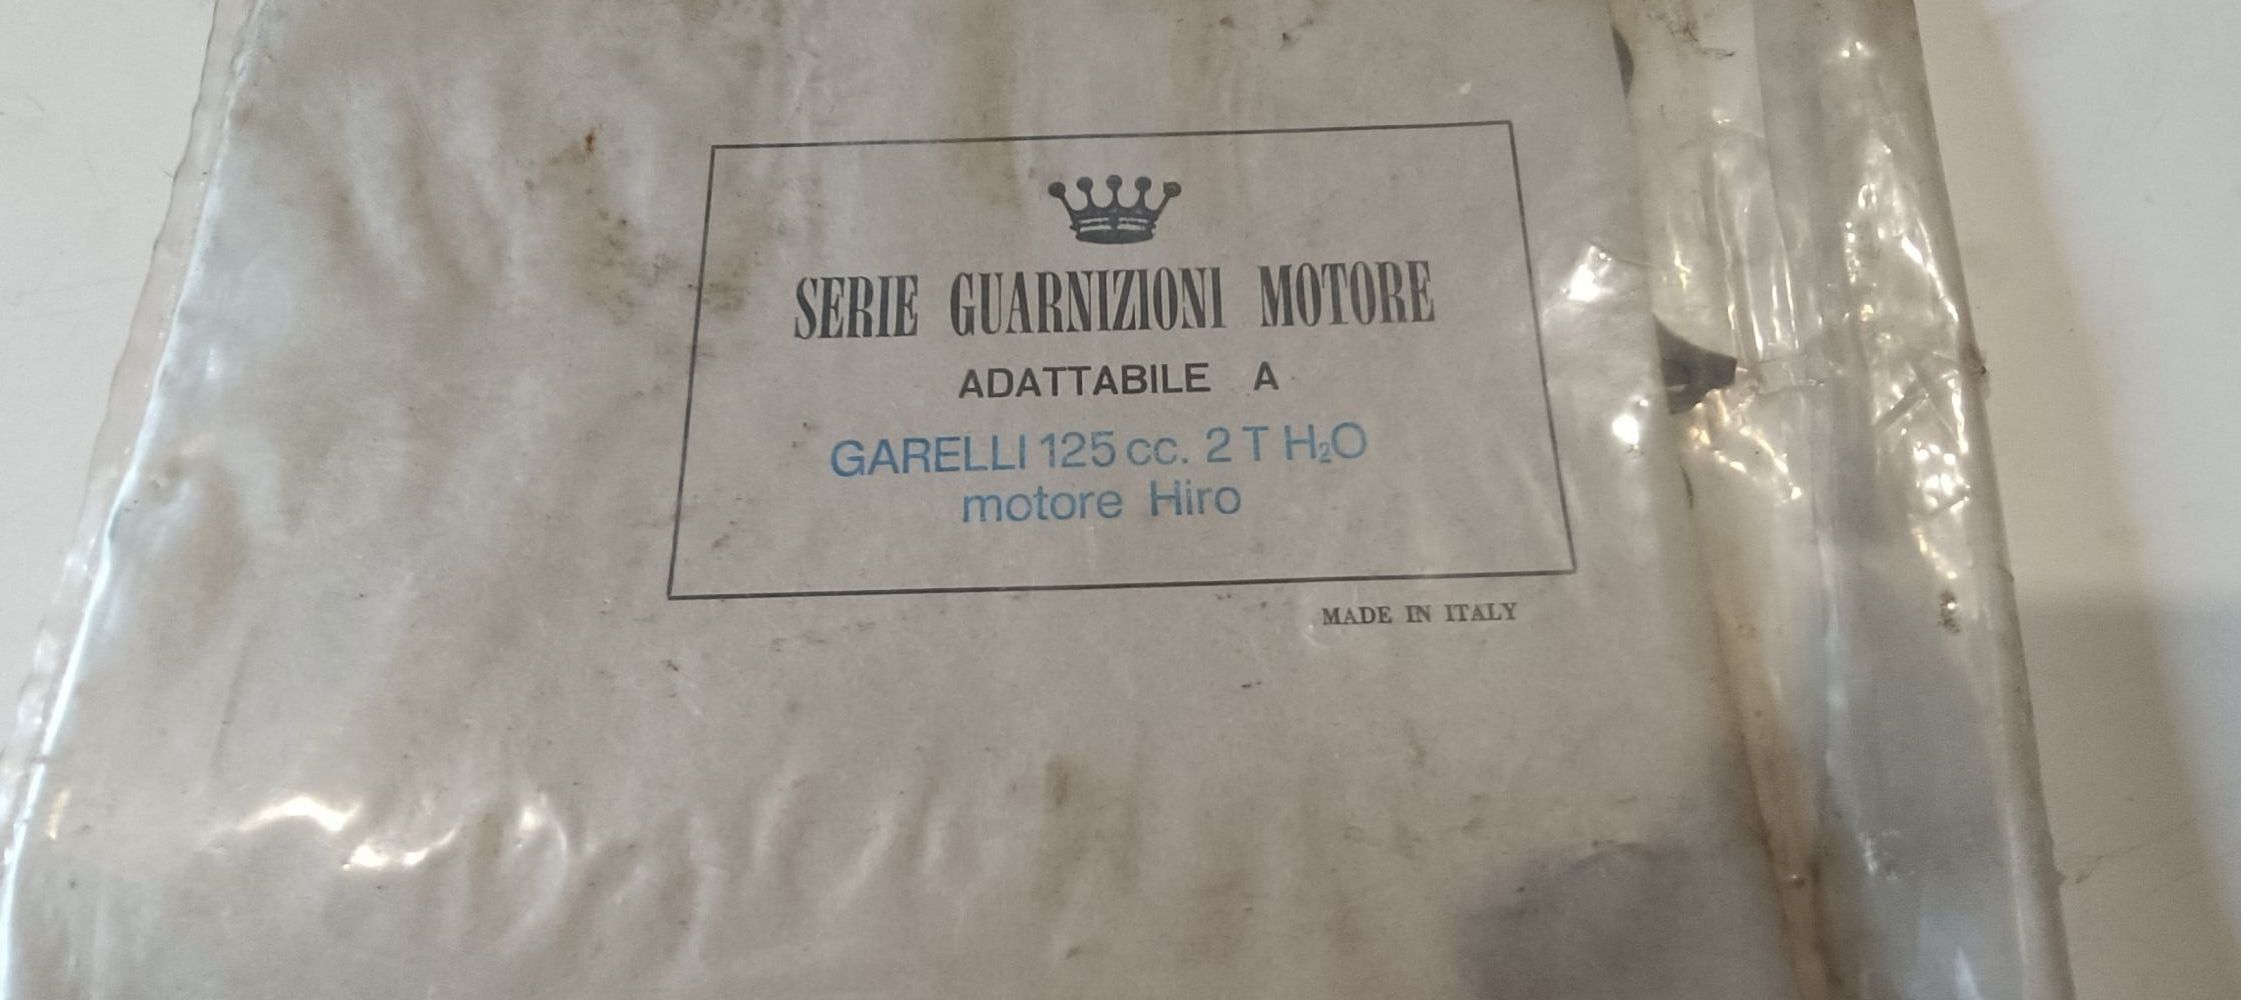 SERIE GUARNIZIONI MOTORE
ADATTABILE A
GARELLI 125 cc. 2 T H₂O
motore Hiro
MADE IN ITALY